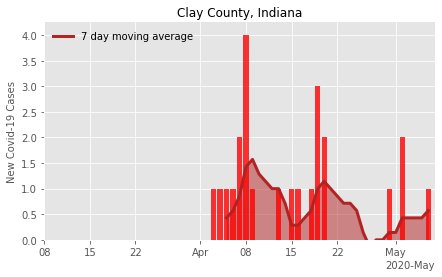 Clay County, Indiana
7 day moving average
New Covid-19 Cases
4.0
3.5
3.0
2.5
2.0
1.5
1.0
0.5
0.0
08 15 22 Apr 08 15 22 May
2020-May